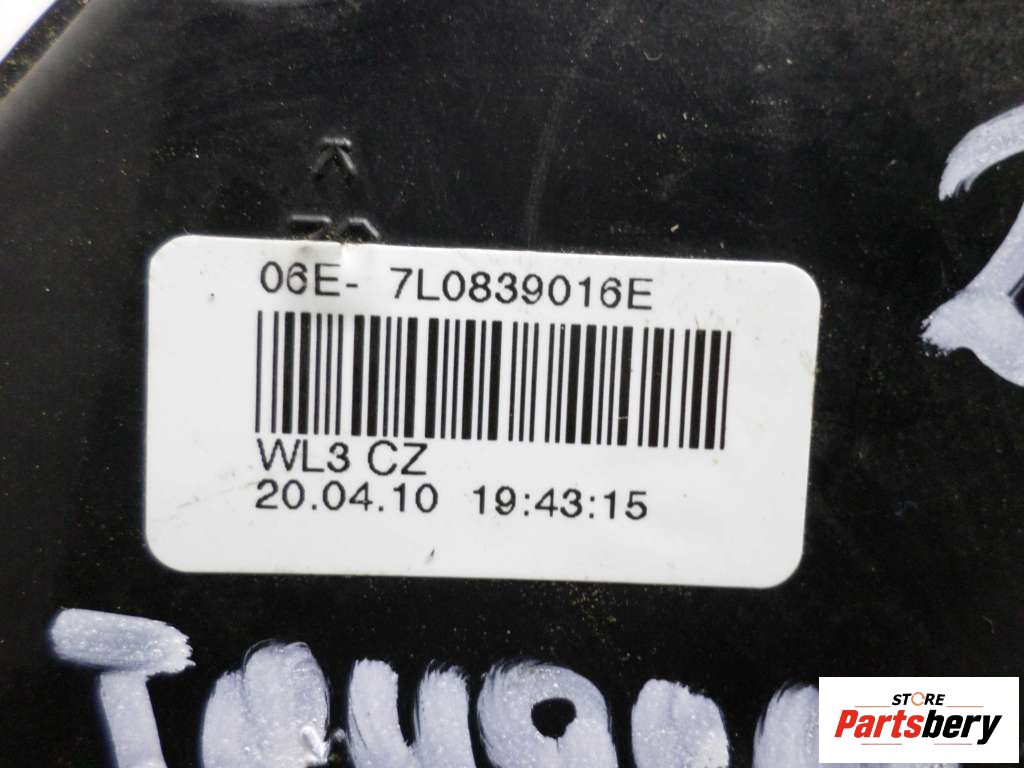 06E- 7L0839016E
WL3 CZ
20.04.10 19:43:15
STORE
Partsbery